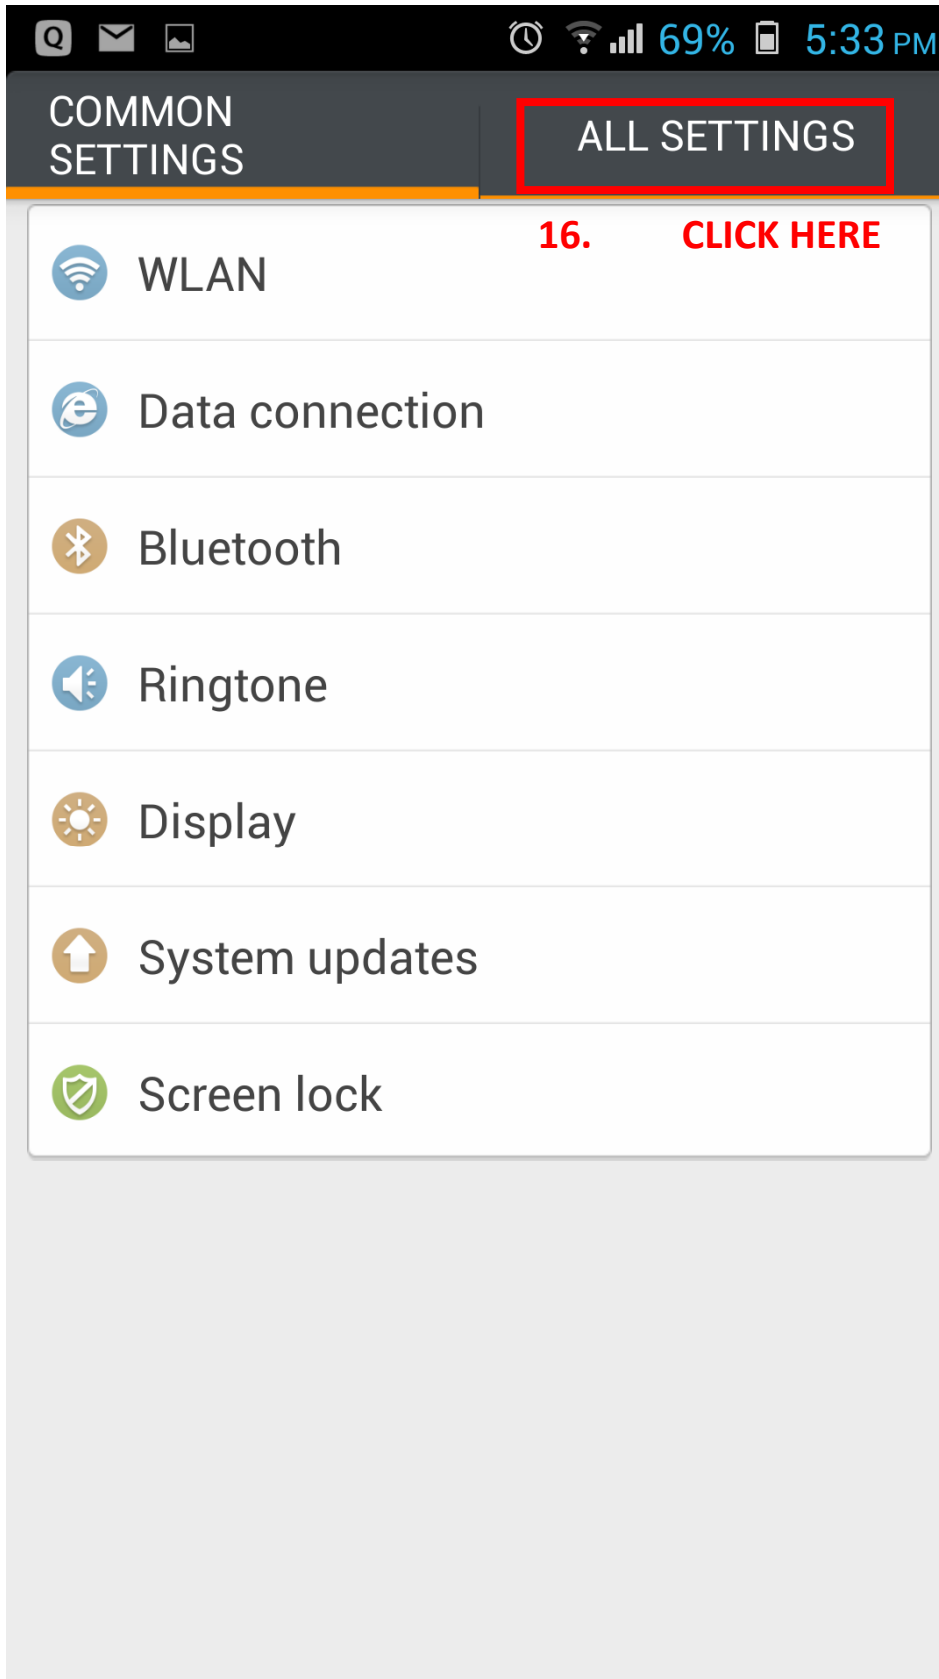 Q 69% 5:33 PM
COMMON
SETTINGS
ALL SETTINGS
16. CLICK HERE
WLAN
Data connection
Bluetooth
Ringtone
Display
System updates
Screen lock